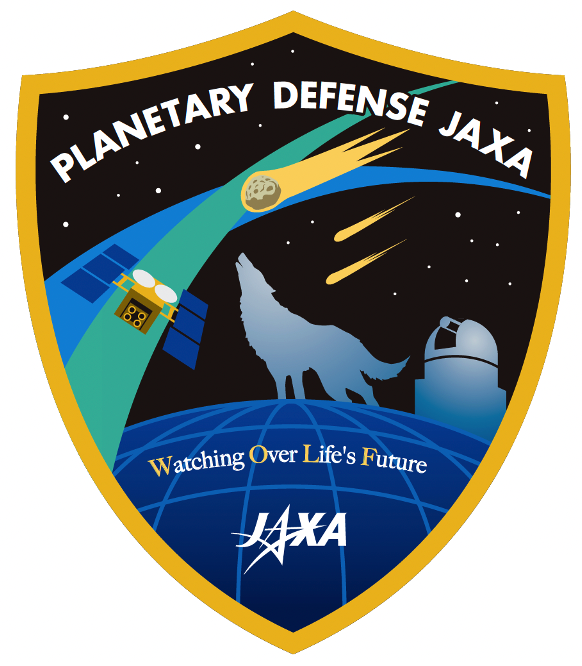 PLANETARY DEFENSE JAXA
Watching Over Life's Future
JAXA